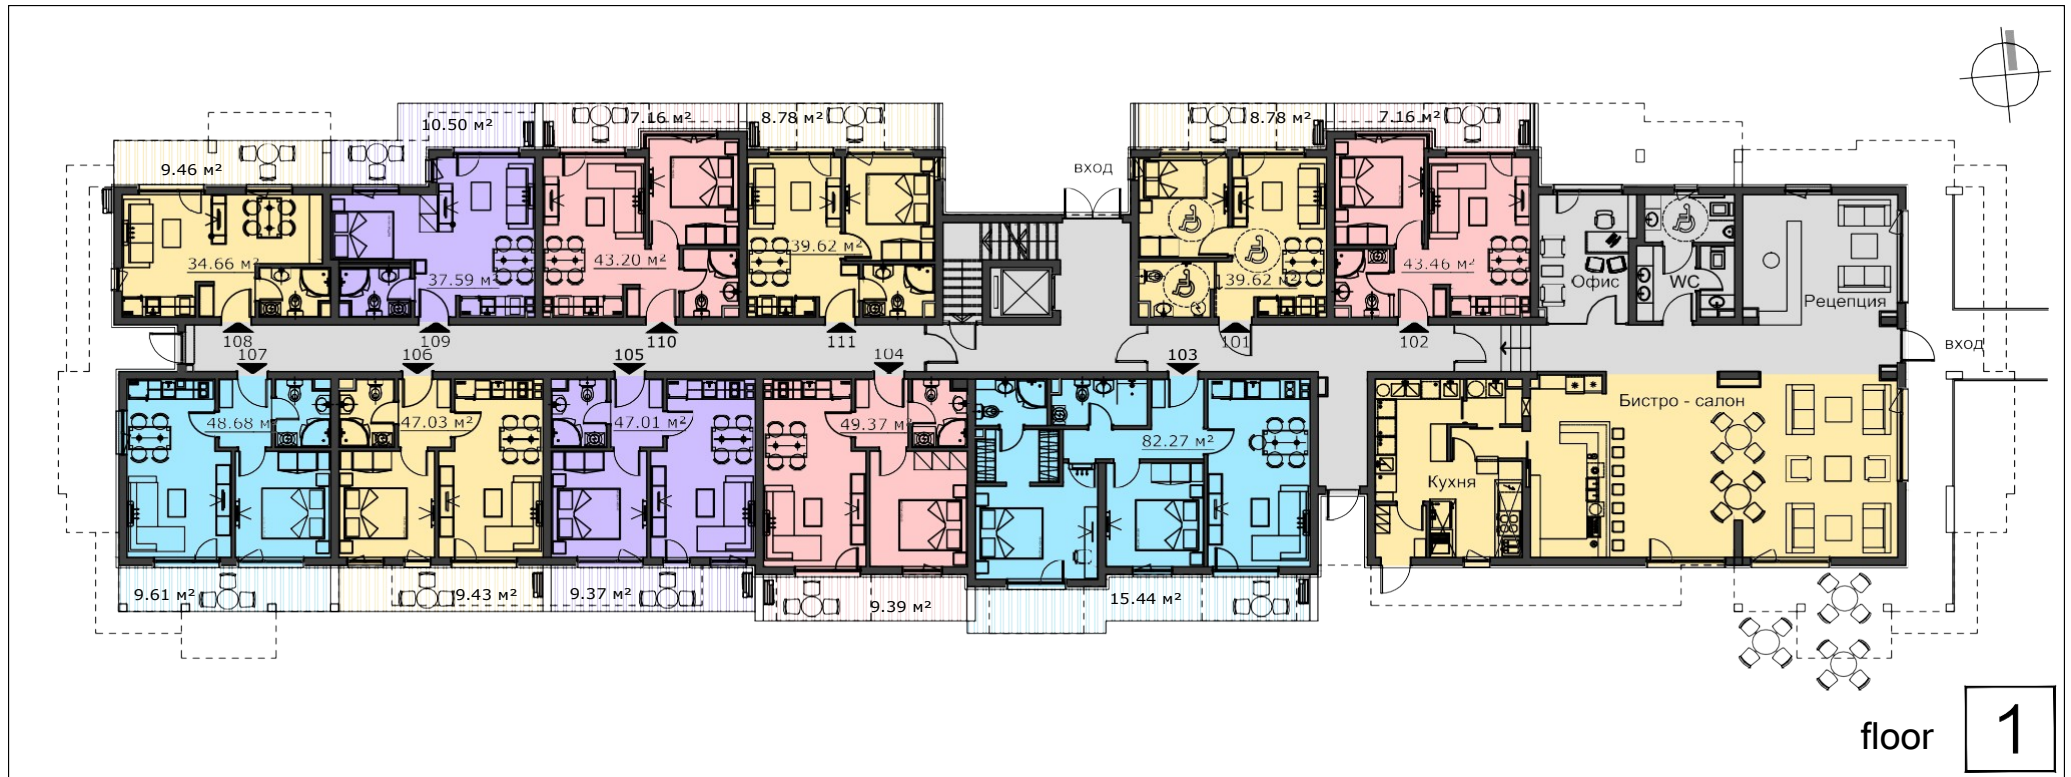 10.50 м²
7.16 м²
8.78 м²
8.78 м²
7.16 м²
9.46 м²
вход
34.66 м²
37.59 м²
43.20 м²
39.62 м²
39.62 м²
43.46 м²
Офис
WC
Рецепция
108
109
110
111
101
102
вход
107
106
105
104
103
48.68 м²
47.03 м²
47.01 м²
49.37 м²
82.27 м²
Бистро - салон
Кухня
9.61 м²
9.43 м²
9.37 м²
9.39 м²
15.44 м²
floor 1